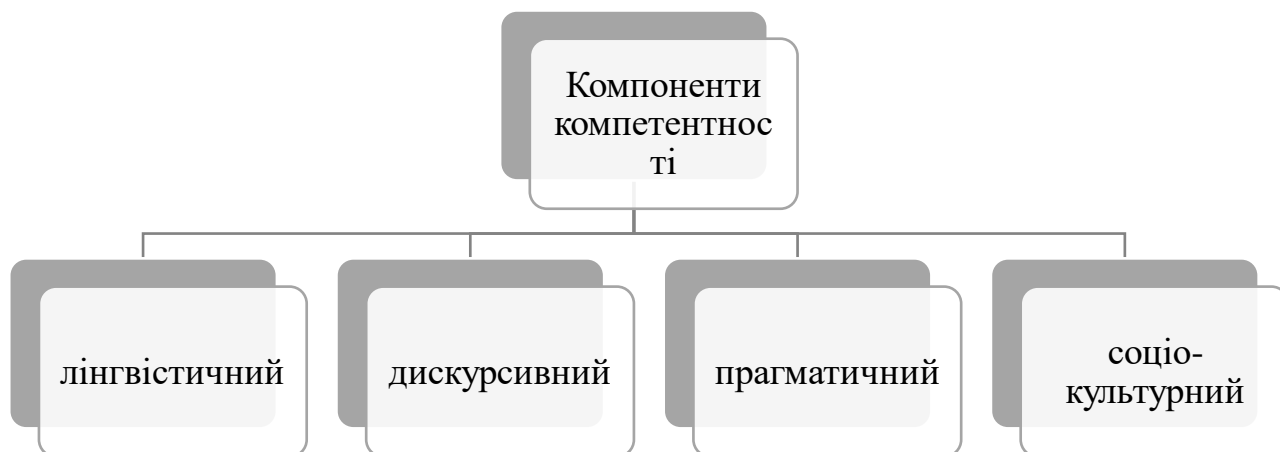 Компоненти
компетентнос
ті
лінгвістичний
дискурсивний
прагматичний
соціо-
культурний